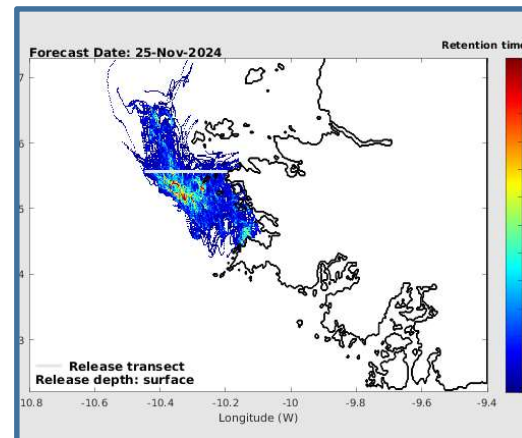 Forecast Date: 25-Nov-2024
Retention time
7
6
5
4
3
Release transect
Release depth: surface
10.8 -10.6 -10.4 -10.2 -10 -9.8 -9.6 -9.4
Longitude (W)